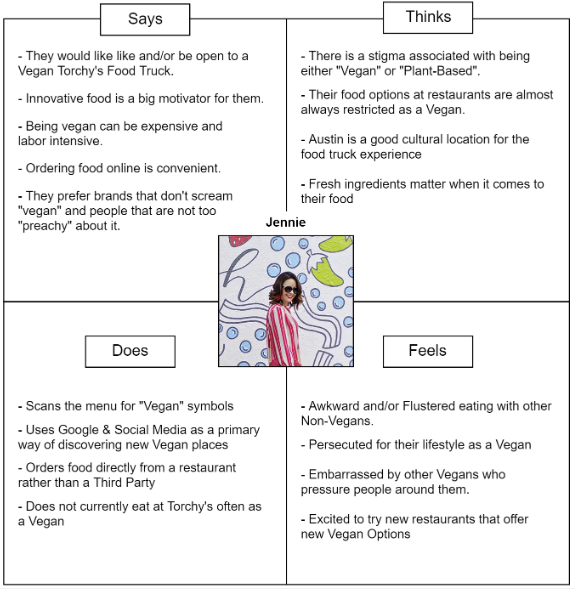 Says
- They would like like and/or be open to a
Vegan Torchy's Food Truck.
- Innovative food is a big motivator for them.
- Being vegan can be expensive and
labor intensive.
- Ordering food online is convenient.
- They prefer brands that don't scream
"vegan" and people that are not too
"preachy" about it.
Thinks
- There is a stigma associated with being
either "Vegan" or "Plant-Based".
- Their food options at restaurants are almost
always restricted as a Vegan.
- Austin is a good cultural location for the
food truck experience
- Fresh ingredients matter when it comes to
their food
Jennie
Does
- Scans the menu for "Vegan" symbols
- Uses Google & Social Media as a primary
way of discovering new Vegan places
- Orders food directly from a restaurant
rather than a Third Party
- Does not currently eat at Torchy's often as
a Vegan
Feels
- Awkward and/or Flustered eating with other
Non-Vegans.
- Persecuted for their lifestyle as a Vegan
- Embarrassed by other Vegans who
pressure people around them.
- Excited to try new restaurants that offer
new Vegan Options